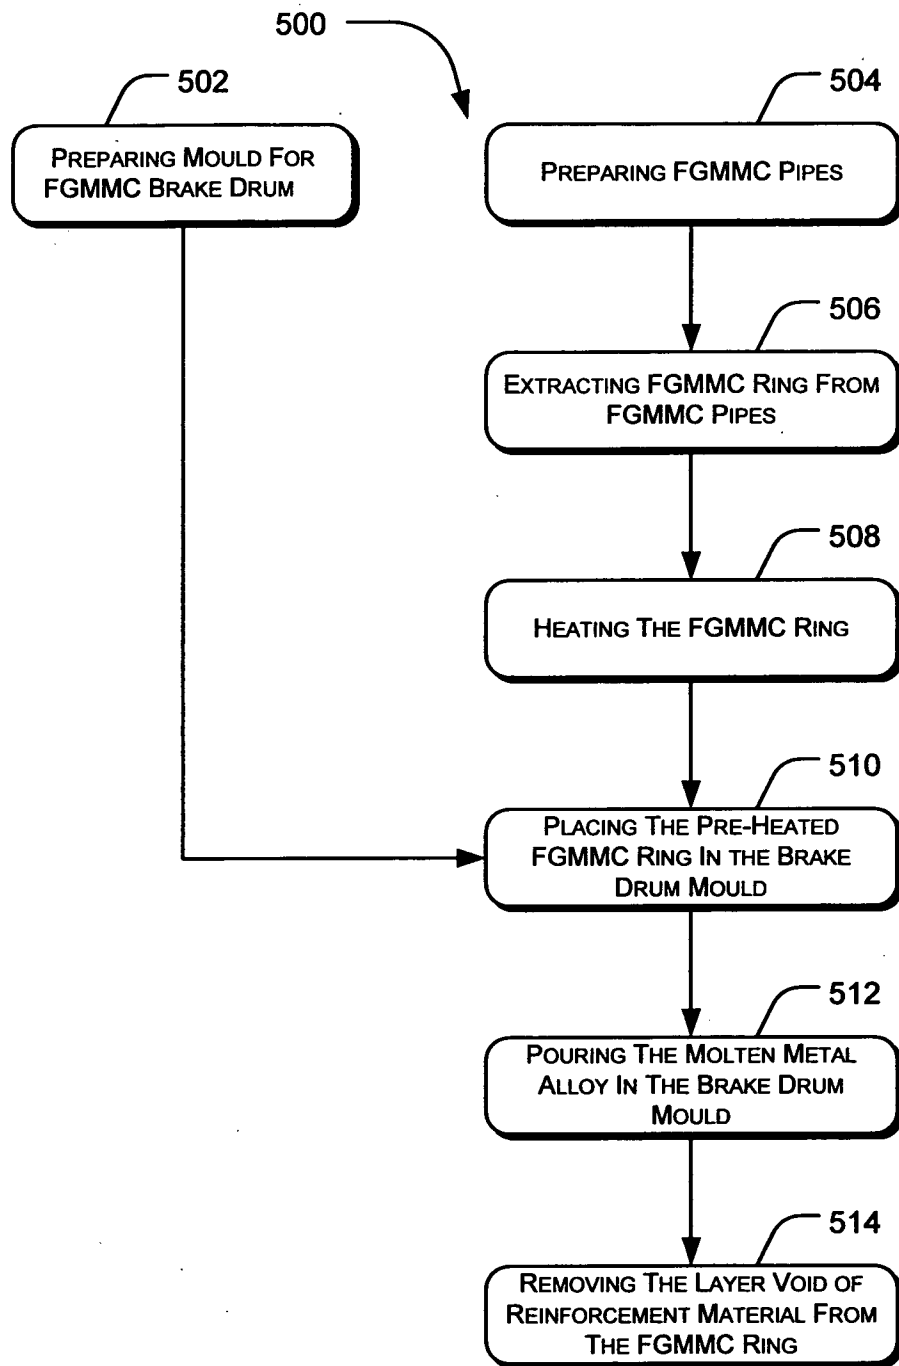 500
502
PREPARING MOULD FOR
FGMMC BRAKE DRUM
504
PREPARING FGMMC PIPES
506
EXTRACTING FGMMC RING FROM
FGMMC PIPES
508
HEATING THE FGMMC RING
510
PLACING THE PRE-HEATED
FGMMC RING IN THE BRAKE
DRUM MOULD
512
POURING THE MOLTEN METAL
ALLOY IN THE BRAKE DRUM
MOULD
514
REMOVING THE LAYER VOID OF
REINFORCEMENT MATERIAL FROM
THE FGMMC RING